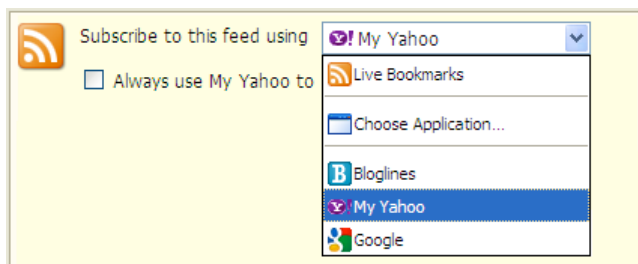 Subscribe to this feed using My Yahoo
Always use My Yahoo to
Live Bookmarks
Choose Application...
Bloglines
My Yahoo
Google